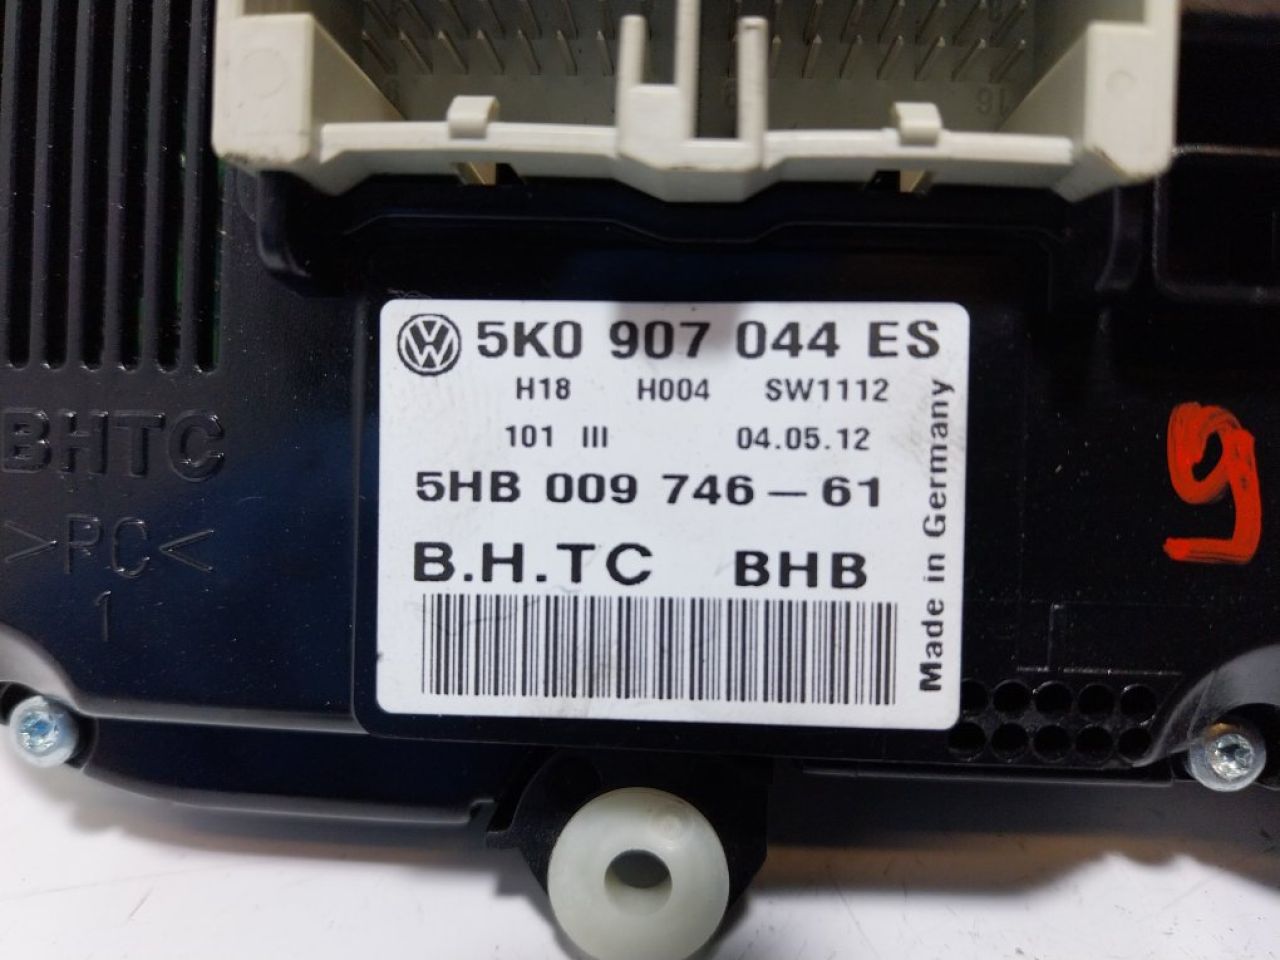 16
5K0 907 044 ES
H18 H004 SW1112
101 III 04.05.12
5HB 009 746-61
B.H.TC BHB
Made in Germany
BHTC
>PC<
1